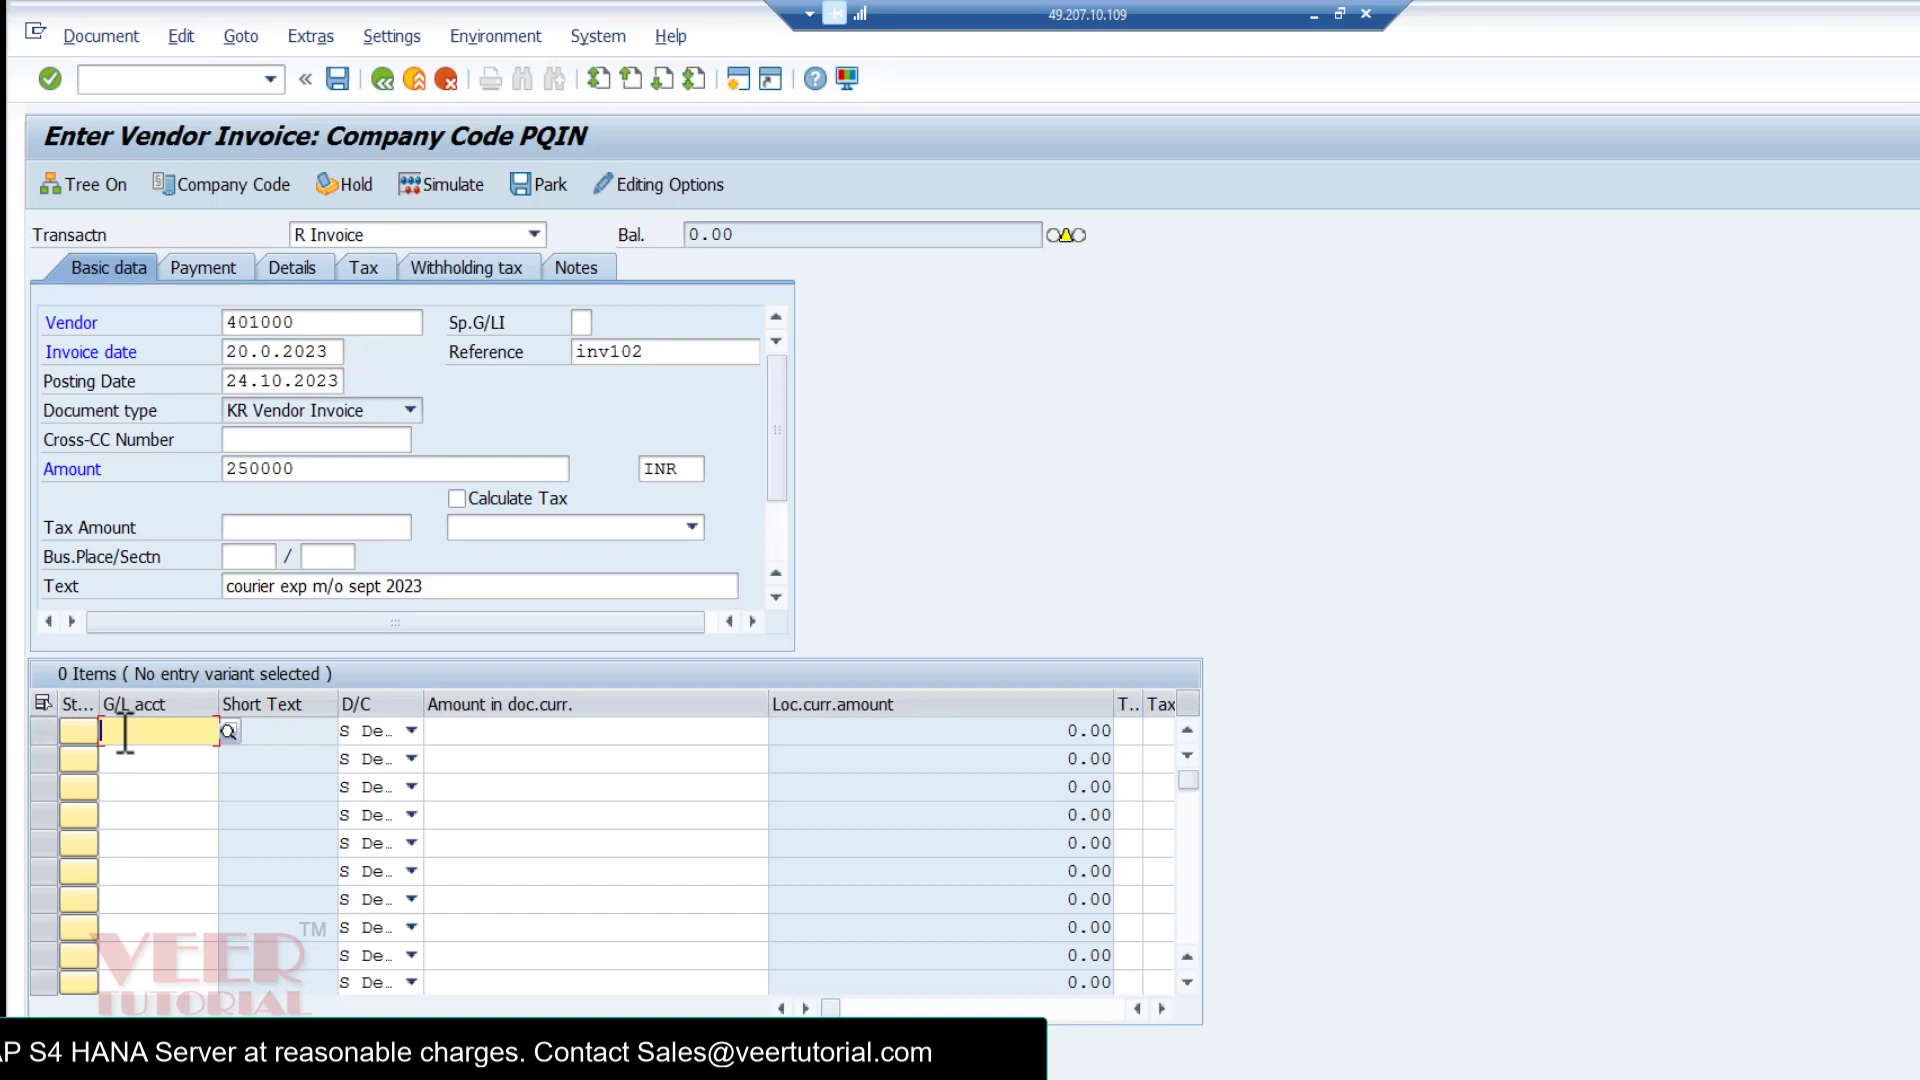 49.207.10.109
Document Edit Goto Extras Settings Environment System Help
Enter Vendor Invoice: Company Code PQIN
Tree On Company Code Hold Simulate Park Editing Options
Transactn R Invoice Bal. 0.00
Basic data Payment Details Tax Withholding tax Notes
Vendor 401000 Sp.G/LI
Invoice date 20.0.2023 Reference inv102
Posting Date 24.10.2023
Document type KR Vendor Invoice
Cross-CC Number
Amount 250000 INR
Calculate Tax
Tax Amount
Bus.Place/Sectn /
Text courier exp m/o sept 2023
0 Items ( No entry variant selected )
St... G/L acct Short Text D/C Amount in doc.curr. Loc.curr.amount T.. Tax
S De.. 0.00
S De.. 0.00
S De.. 0.00
S De.. 0.00
S De.. 0.00
S De.. 0.00
S De.. 0.00
S De.. 0.00
S De.. 0.00
S De.. 0.00
VEER TM
TUTORIAL
AP S4 HANA Server at reasonable charges. Contact Sales@veertutorial.com